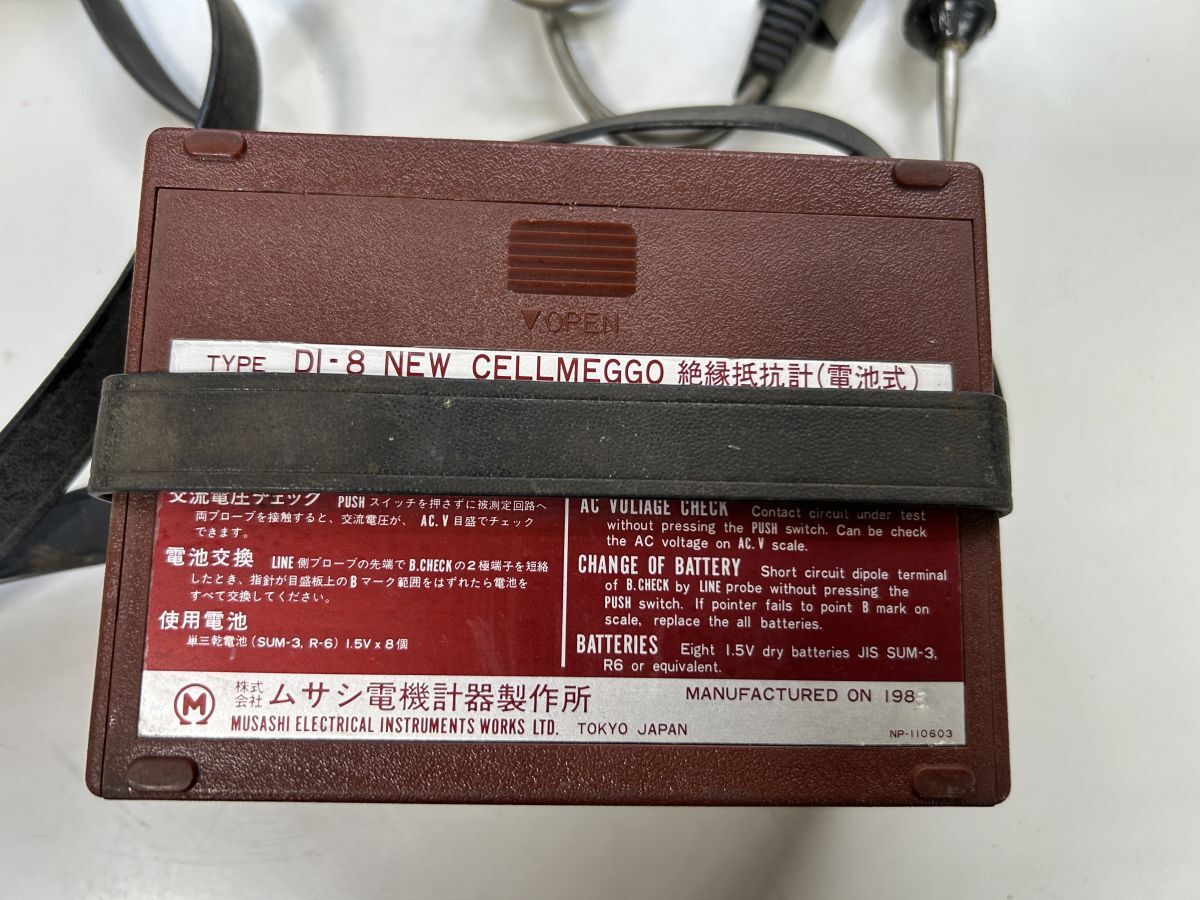 ▼OPEN
TYPE DI-8 NEW CELLMEGGO 絶縁抵抗計(電池式)
交流電圧チェック PUSH スイッチを押さずに被測定回路へ
両プローブを接触すると、交流電圧が、 AC.V 目盛でチェック
できます。
電池交換 LINE 側プローブの先端で B.CHECK の2極端子を短絡
したとき、指針が目盛板上の B マーク範囲をはずれたら電池を
すべて交換してください。
使用電池
単三乾電池 (SUM-3, R-6) 1.5V x 8個
AC VOLTAGE CHECK Contact circuit under test
without pressing the PUSH switch. Can be check
the AC voltage on AC.V scale.
CHANGE OF BATTERY Short circuit dipole terminal
of B.CHECK by LINE probe without pressing the
PUSH switch. If pointer fails to point B mark on
scale, replace the all batteries.
BATTERIES Eight 1.5V dry batteries JIS SUM-3,
R6 or equivalent.
M
株式会社 ムサシ電機計器製作所
MUSASHI ELECTRICAL INSTRUMENTS WORKS LTD. TOKYO JAPAN
MANUFACTURED ON 198
NP-110603